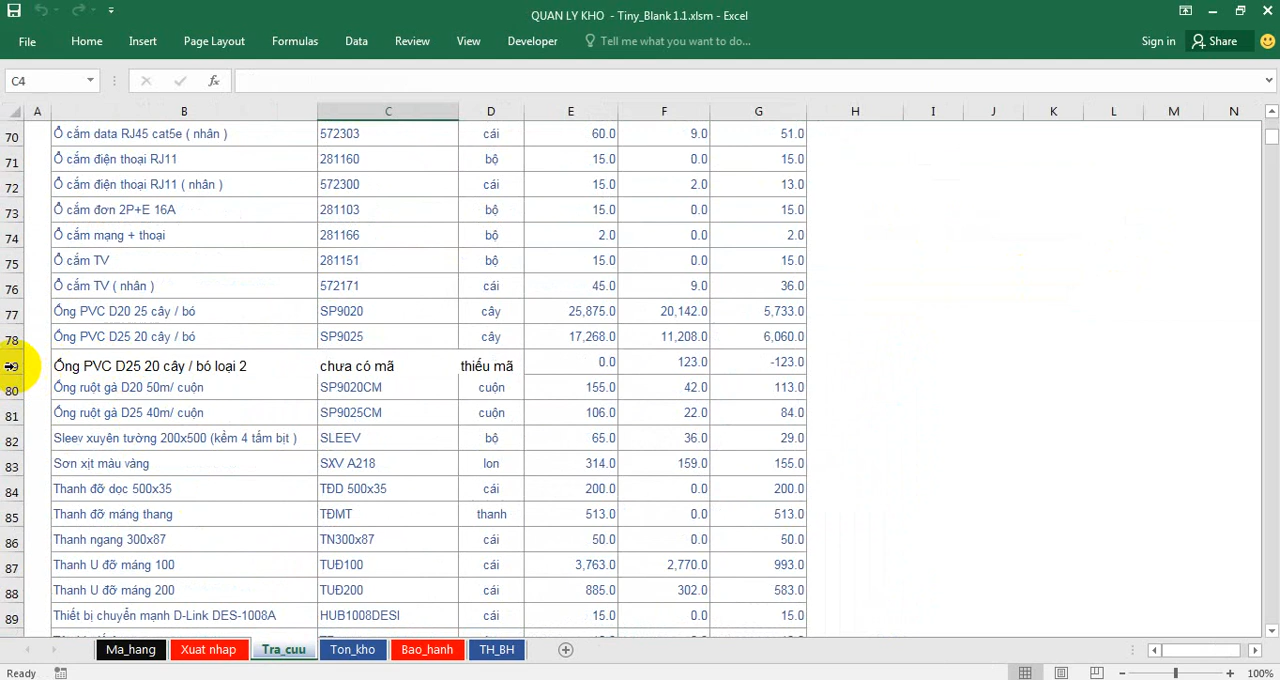 QUAN LY KHO - Tiny_Blank 1.1.xlsm - Excel
File Home Insert Page Layout Formulas Data Review View Developer Tell me what you want to do... Sign in Share
C4 fx
A B C D E F G H I J K L M N
70 Ổ cắm data RJ45 cat5e ( nhân ) 572303 cái 60.0 9.0 51.0
71 Ổ cắm điện thoại RJ11 281160 bộ 15.0 0.0 15.0
72 Ổ cắm điện thoại RJ11 ( nhân ) 572300 cái 15.0 2.0 13.0
73 Ổ cắm đơn 2P+E 16A 281103 bộ 15.0 0.0 15.0
74 Ổ cắm mạng + thoại 281166 bộ 2.0 0.0 2.0
75 Ổ cắm TV 281151 bộ 15.0 0.0 15.0
76 Ổ cắm TV ( nhân ) 572171 cái 45.0 9.0 36.0
77 Ống PVC D20 25 cây / bó SP9020 cây 25,875.0 20,142.0 5,733.0
78 Ống PVC D25 20 cây / bó SP9025 cây 17,268.0 11,208.0 6,060.0
Ống PVC D25 20 cây / bó loại 2 chưa có mã thiếu mã 0.0 123.0 -123.0
80 Ống ruột gà D20 50m/ cuộn SP9020CM cuộn 155.0 42.0 113.0
81 Ống ruột gà D25 40m/ cuộn SP9025CM cuộn 106.0 22.0 84.0
82 Sleev xuyên tường 200x500 (kểm 4 tấm bịt ) SLEEV bộ 65.0 36.0 29.0
83 Sơn xịt màu vàng SXV A218 lon 314.0 159.0 155.0
84 Thanh đỡ dọc 500x35 TĐD 500x35 cái 200.0 0.0 200.0
85 Thanh đỡ máng thang TĐMT thanh 513.0 0.0 513.0
86 Thanh ngang 300x87 TN300x87 cái 50.0 0.0 50.0
87 Thanh U đỡ máng 100 TUĐ100 cái 3,763.0 2,770.0 993.0
88 Thanh U đỡ máng 200 TUĐ200 cái 885.0 302.0 583.0
89 Thiết bị chuyển mạnh D-Link DES-1008A HUB1008DESI cái 15.0 0.0 15.0
Ma_hang Xuat nhap Tra_cuu Ton_kho Bao_hanh TH_BH
Ready 100%